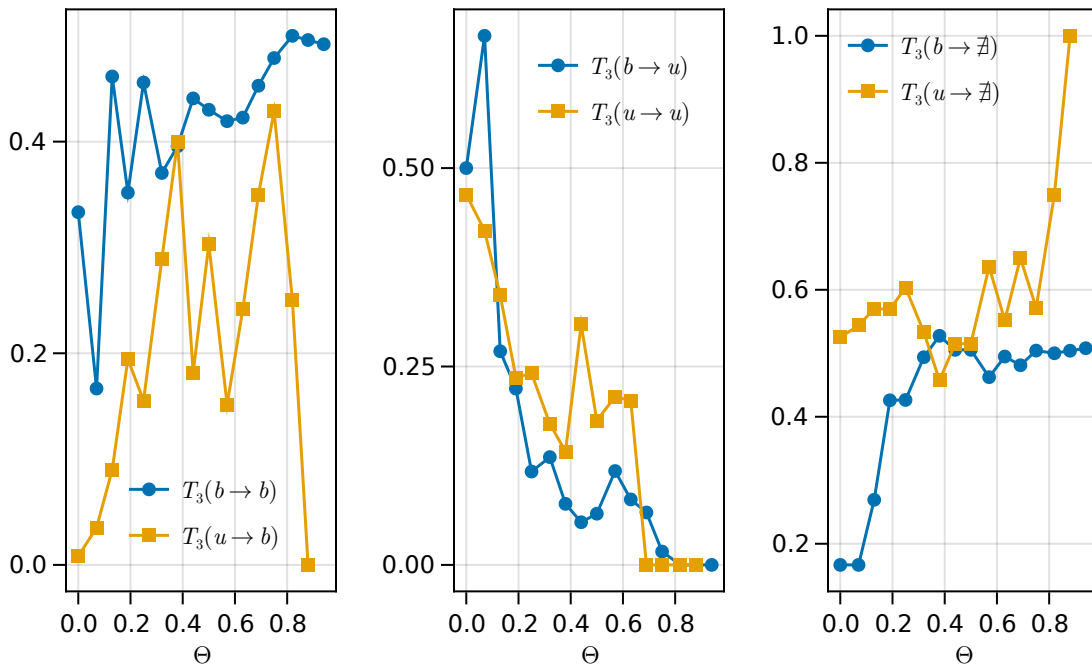 0.4
0.2
0.0
T₃(b → b)
T₃(u → b)
0.0 0.2 0.4 0.6 0.8
Θ
0.50
0.25
0.00
T₃(b → u)
T₃(u → u)
0.0 0.2 0.4 0.6 0.8
Θ
1.0
0.8
0.6
0.4
0.2
T₃(b → ∄)
T₃(u → ∄)
0.0 0.2 0.4 0.6 0.8
Θ